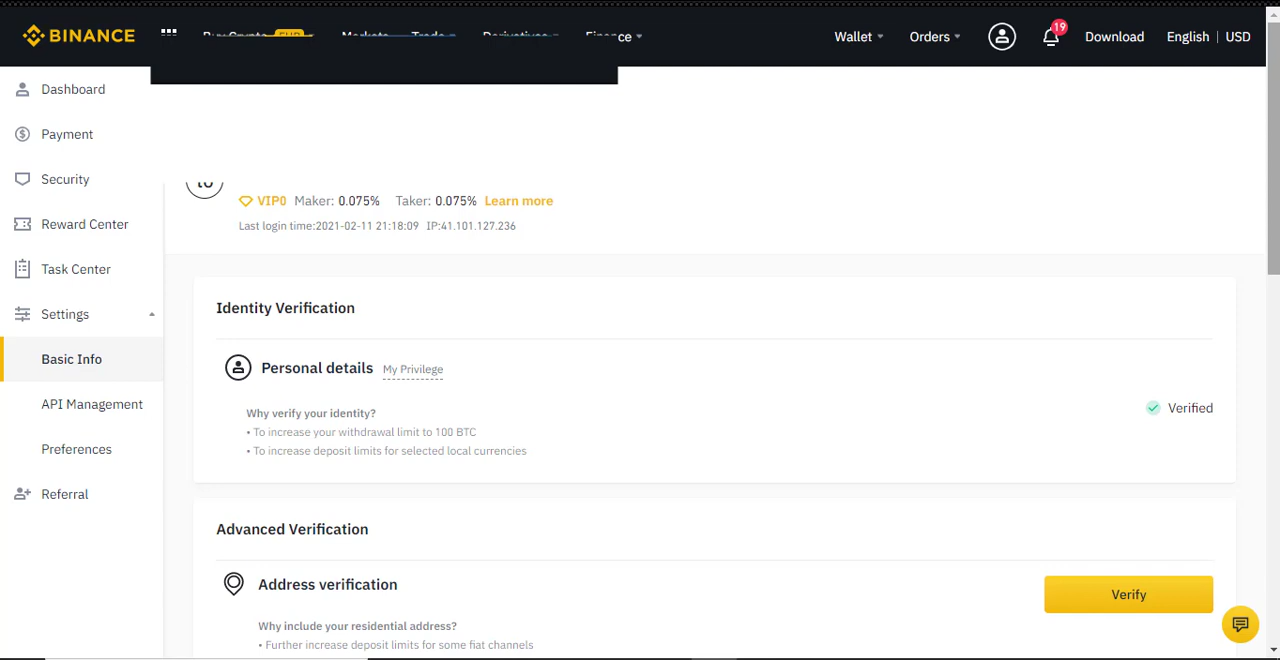 BINANCE
Wallet Orders 19 Download English | USD
Dashboard
Payment
Security
Reward Center
Task Center
Settings
Basic Info
API Management
Preferences
Referral
VIP0 Maker: 0.075% Taker: 0.075% Learn more
Last login time:2021-02-11 21:18:09 IP:41.101.127.236
Identity Verification
Personal details My Privilege
Why verify your identity?
• To increase your withdrawal limit to 100 BTC
• To increase deposit limits for selected local currencies
Verified
Advanced Verification
Address verification
Verify
Why include your residential address?
• Further increase deposit limits for some fiat channels